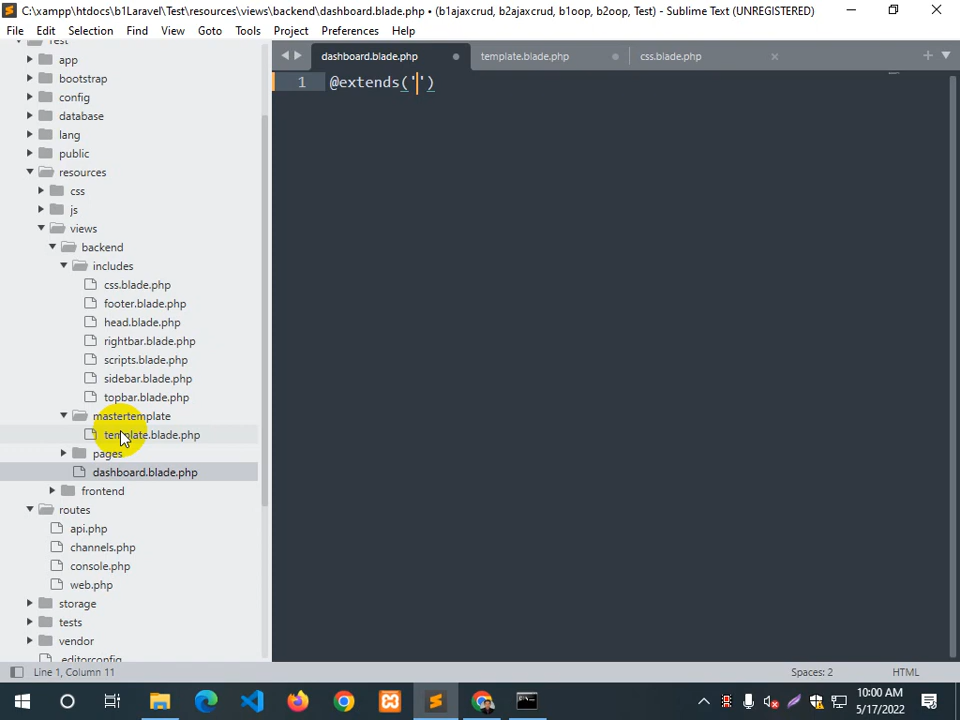 C:\xampp\htdocs\b1Laravel\Test\resources\views\backend\dashboard.blade.php • (b1ajaxcrud, b2ajaxcrud, b1oop, b2oop, Test) - Sublime Text (UNREGISTERED)
File Edit Selection Find View Goto Tools Project Preferences Help
Test
dashboard.blade.php template.blade.php css.blade.php
1 @extends('')
app
bootstrap
config
database
lang
public
resources
css
js
views
backend
includes
css.blade.php
footer.blade.php
head.blade.php
rightbar.blade.php
scripts.blade.php
sidebar.blade.php
topbar.blade.php
mastertemplate
template.blade.php
pages
dashboard.blade.php
frontend
routes
api.php
channels.php
console.php
web.php
storage
tests
vendor
.editorconfig
Line 1, Column 11 Spaces: 2 HTML
10:00 AM
5/17/2022